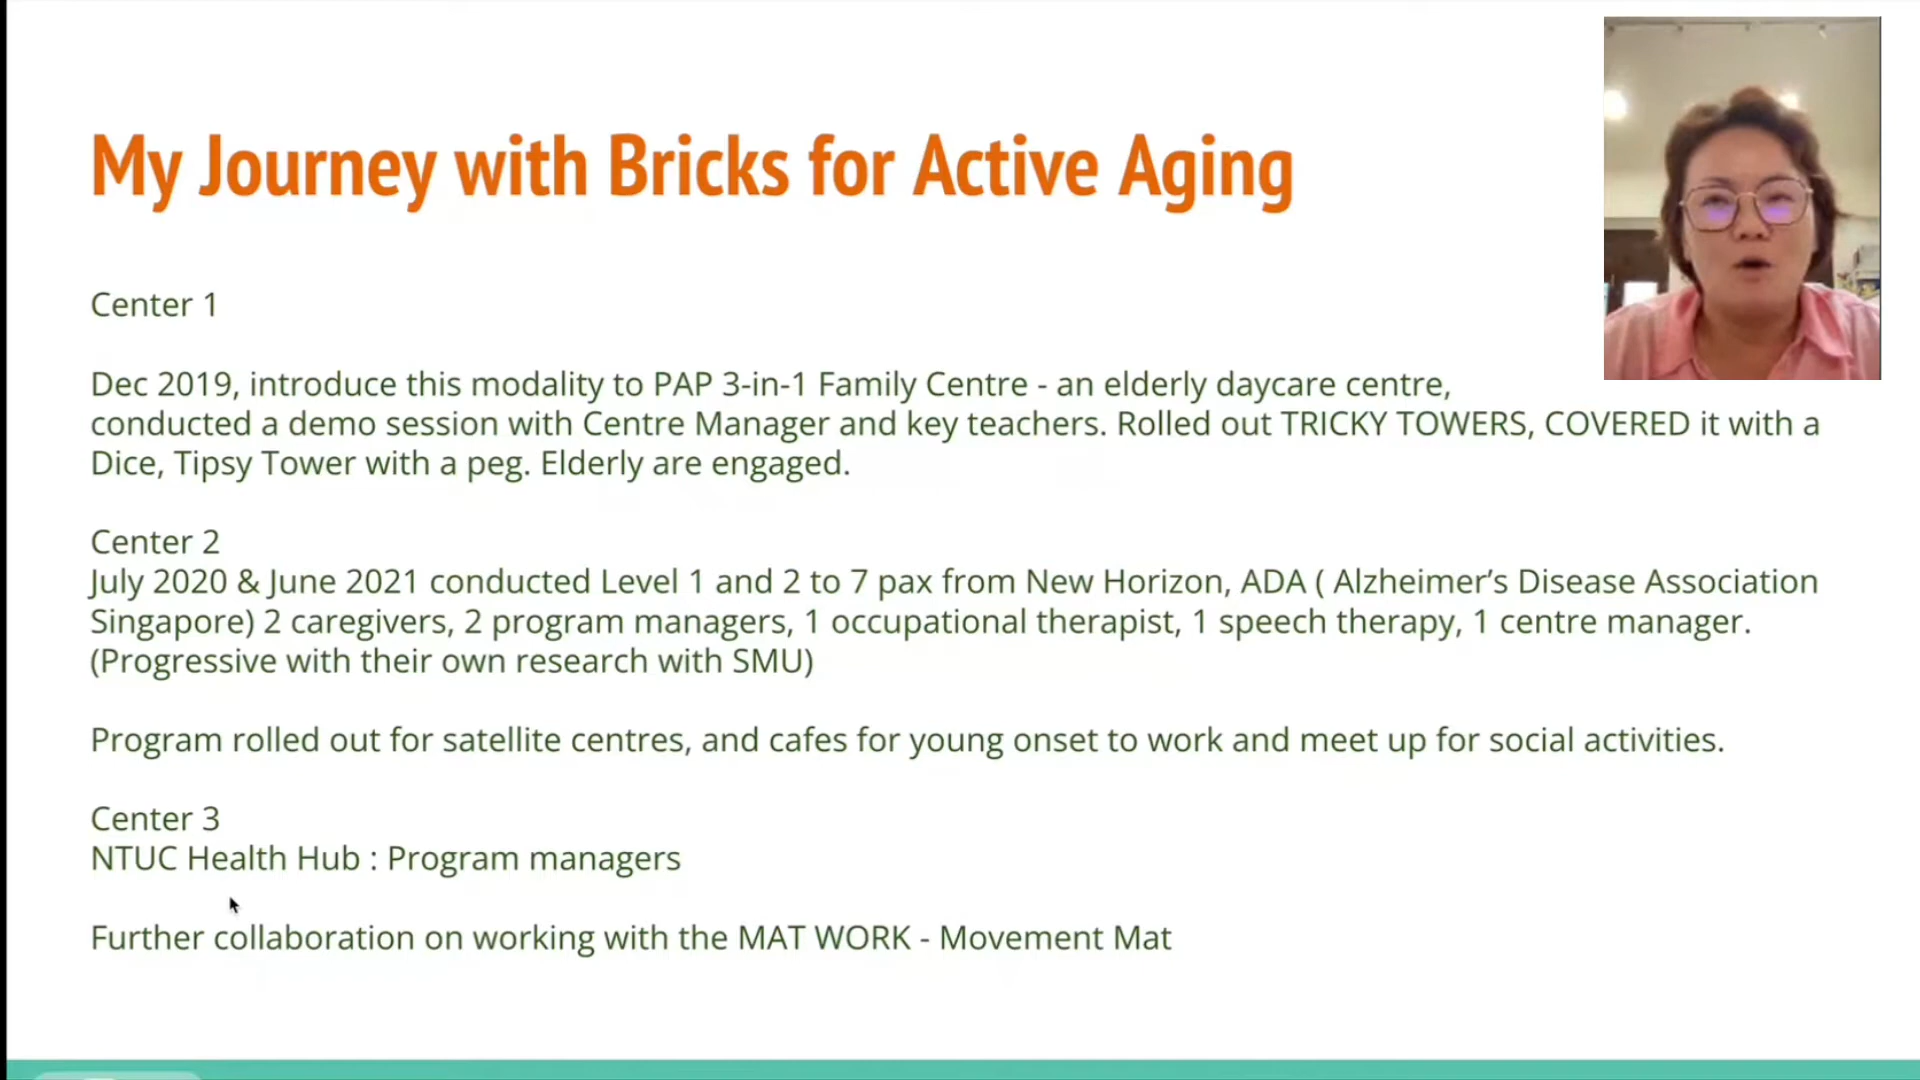 My Journey with Bricks for Active Aging
Center 1
Dec 2019, introduce this modality to PAP 3-in-1 Family Centre - an elderly daycare centre,
conducted a demo session with Centre Manager and key teachers. Rolled out TRICKY TOWERS, COVERED it with a
Dice, Tipsy Tower with a peg. Elderly are engaged.
Center 2
July 2020 & June 2021 conducted Level 1 and 2 to 7 pax from New Horizon, ADA ( Alzheimer's Disease Association
Singapore) 2 caregivers, 2 program managers, 1 occupational therapist, 1 speech therapy, 1 centre manager.
(Progressive with their own research with SMU)
Program rolled out for satellite centres, and cafes for young onset to work and meet up for social activities.
Center 3
NTUC Health Hub : Program managers
Further collaboration on working with the MAT WORK - Movement Mat